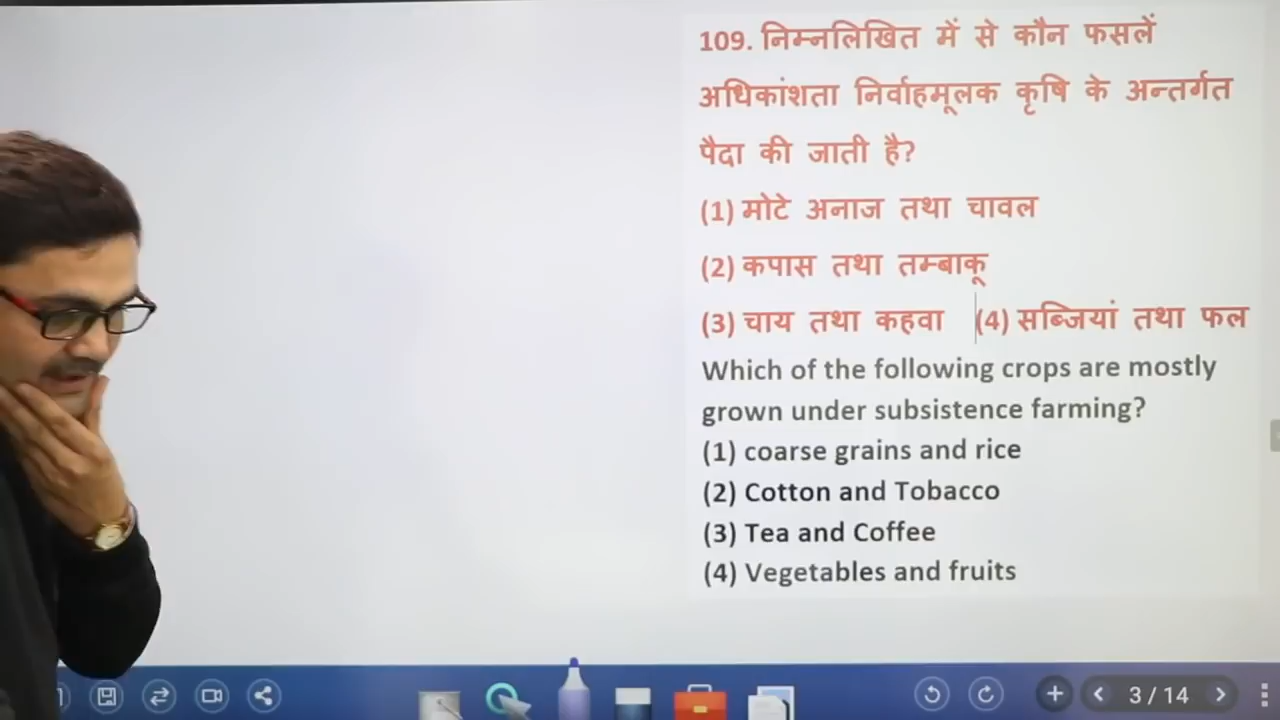 109. निम्नलिखित में से कौन फसलें
अधिकांशता निर्वाहमूलक कृषि के अन्तर्गत
पैदा की जाती है?
(1) मोटे अनाज तथा चावल
(2) कपास तथा तम्बाकू
(3) चाय तथा कहवा (4) सब्जियां तथा फल
Which of the following crops are mostly
grown under subsistence farming?
(1) coarse grains and rice
(2) Cotton and Tobacco
(3) Tea and Coffee
(4) Vegetables and fruits
3 / 14